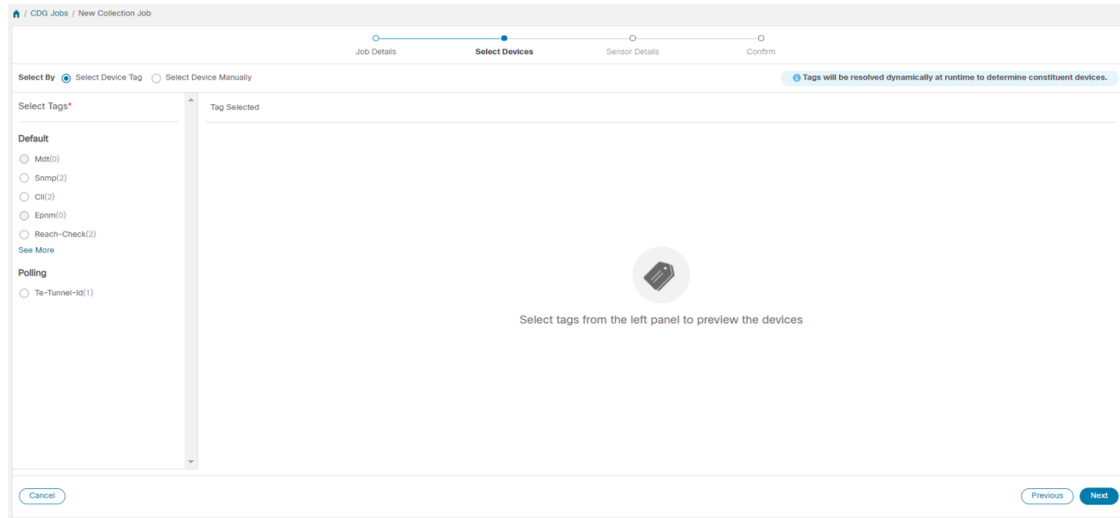 / CDG Jobs / New Collection Job
Job Details
Select Devices
Sensor Details
Confirm
Select By Select Device Tag Select Device Manually
Tags will be resolved dynamically at runtime to determine constituent devices.
Select Tags*
Tag Selected
Default
Mdt(0)
Snmp(2)
Cli(2)
Epnm(0)
Reach-Check(2)
See More
Polling
Te-Tunnel-Id(1)
Select tags from the left panel to preview the devices
Cancel
Previous
Next